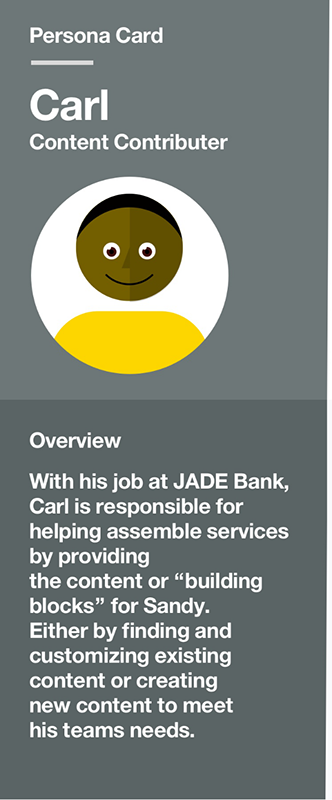 Persona Card
Carl
Content Contributer
Overview
With his job at JADE Bank,
Carl is responsible for
helping assemble services
by providing
the content or “building
blocks” for Sandy.
Either by finding and
customizing existing
content or creating
new content to meet
his teams needs.